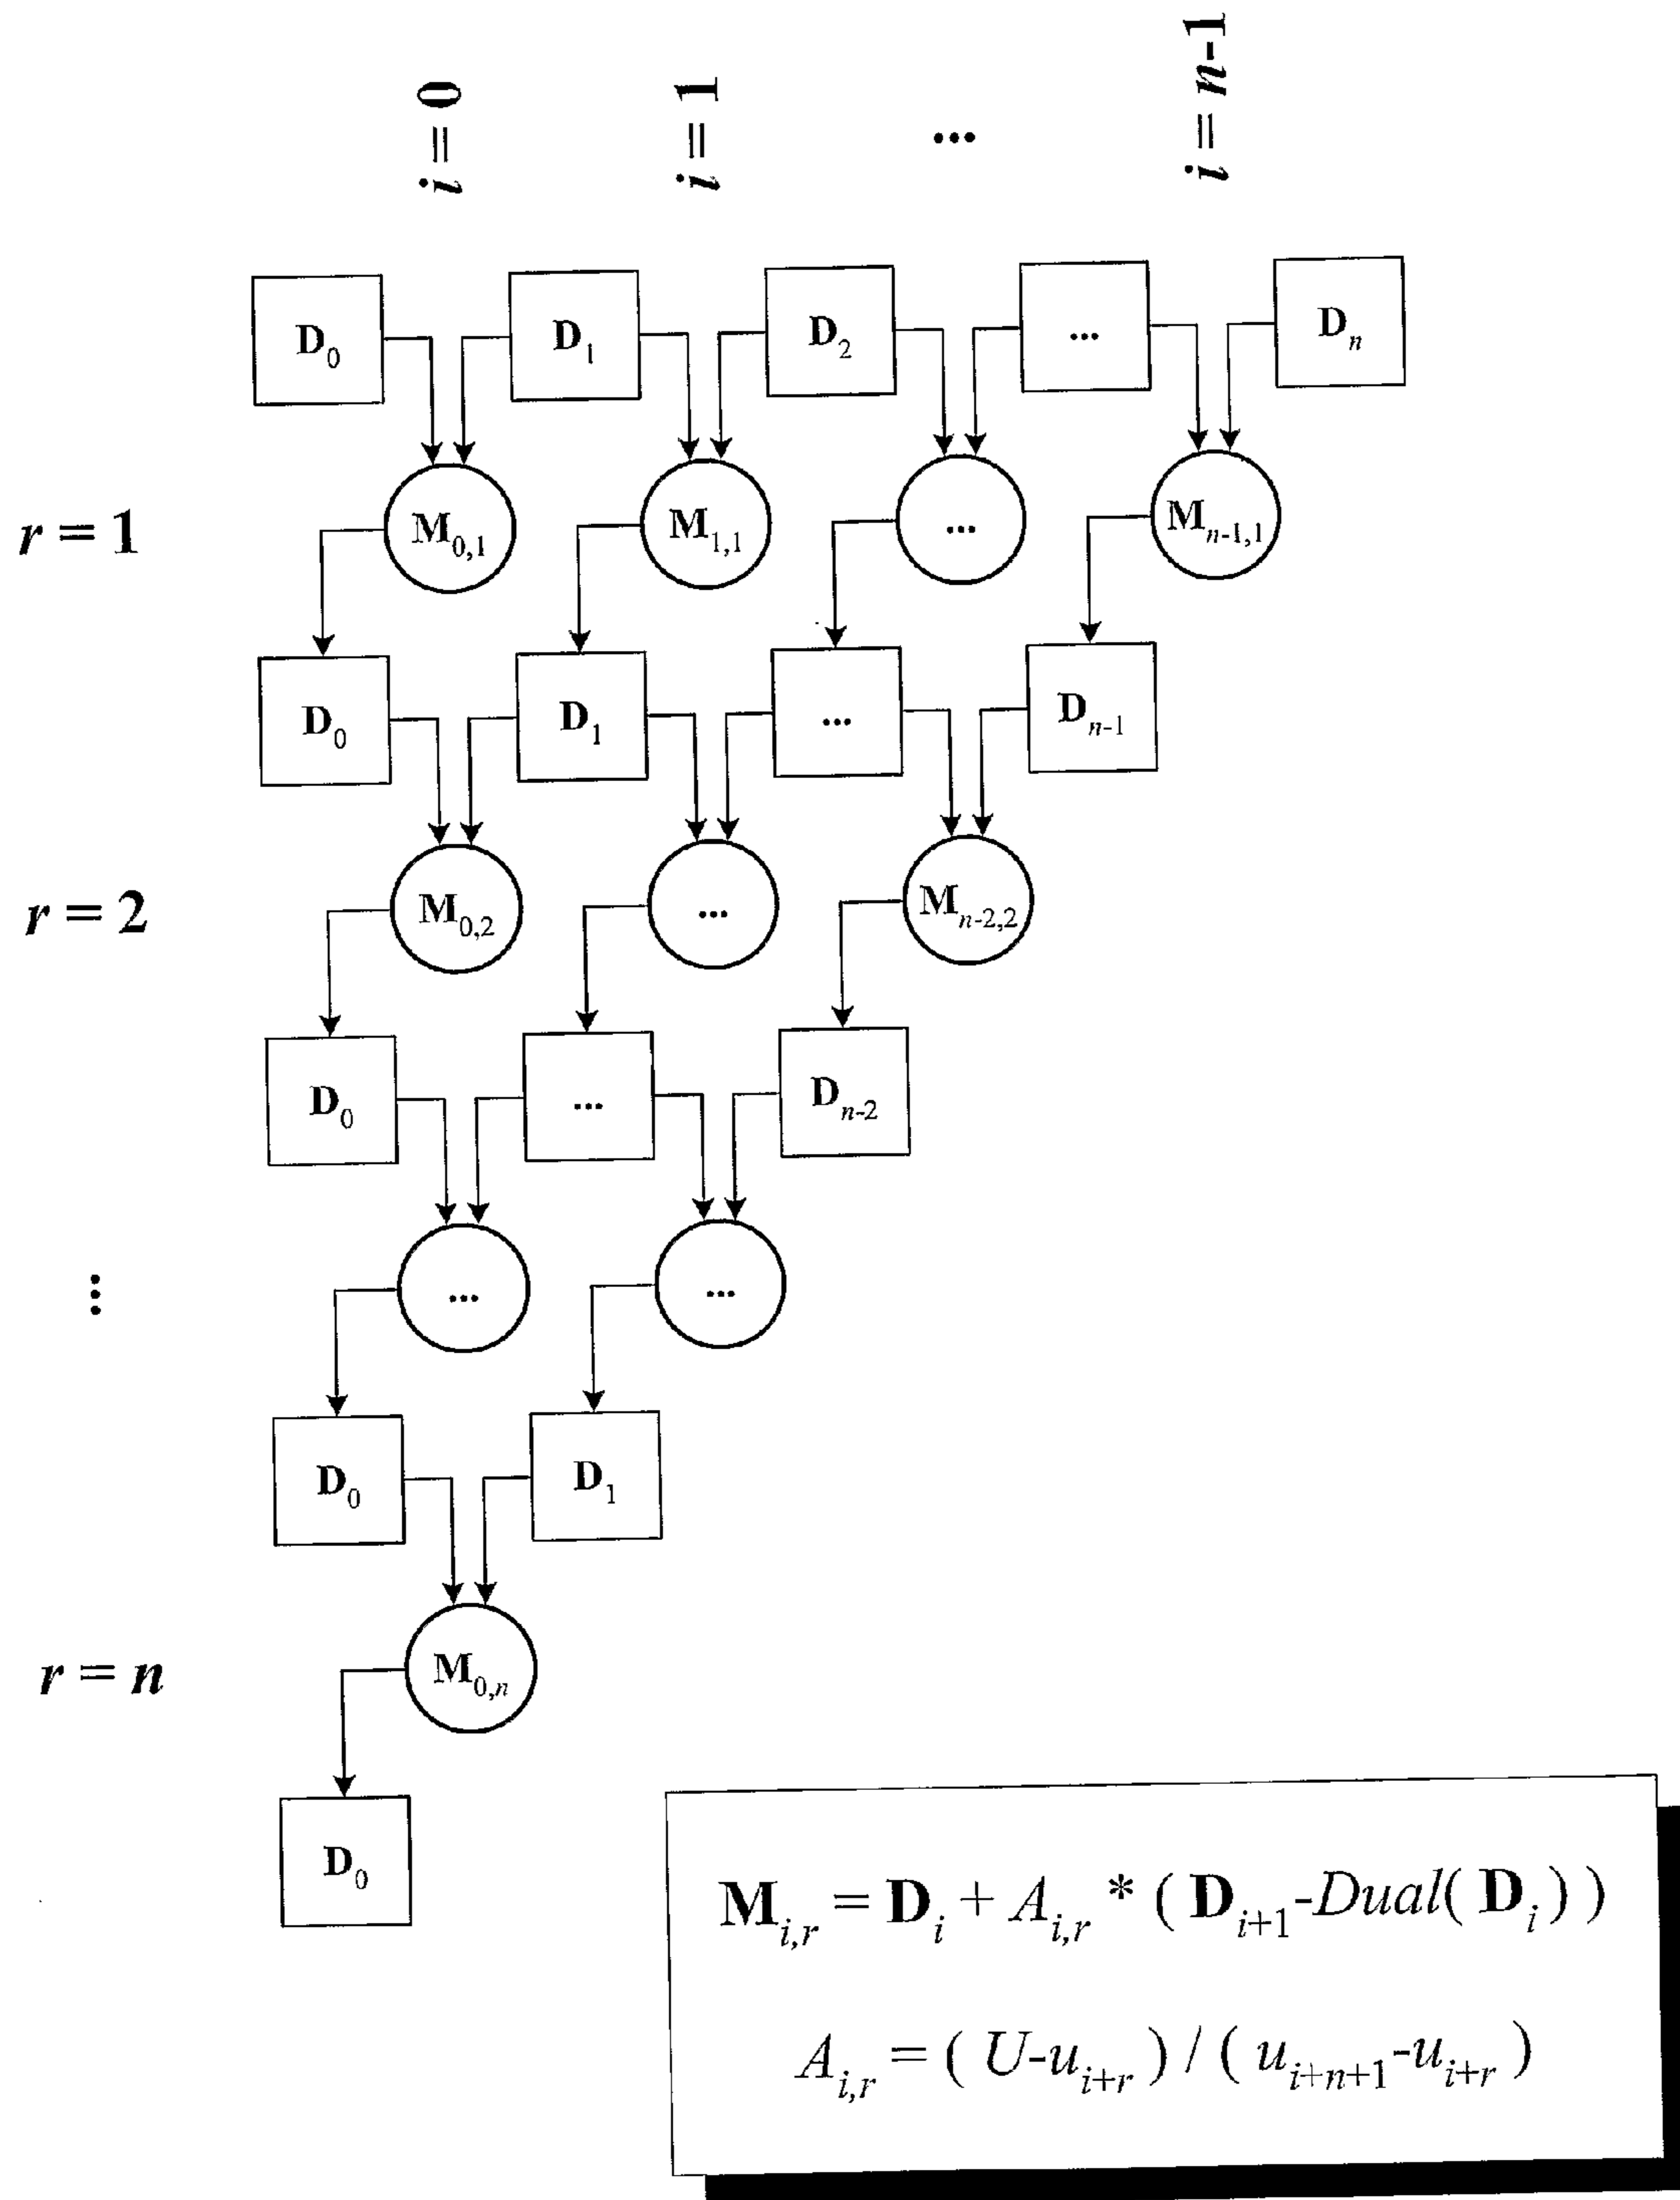 i = 0 i = 1 ... i = n-1
D0 D1 D2 ... Dn
r = 1 M0,1 M1,1 ... Mn-1,1
D0 D1 ... Dn-1
r = 2 M0,2 ... Mn-2,2
D0 ... Dn-2
... ... ...
D0 D1
r = n M0,n
D0
Mi,r = Di + Ai,r * ( Di+1-Dual( Di ) )
Ai,r = ( U-ui+r ) / ( ui+n+1-ui+r )